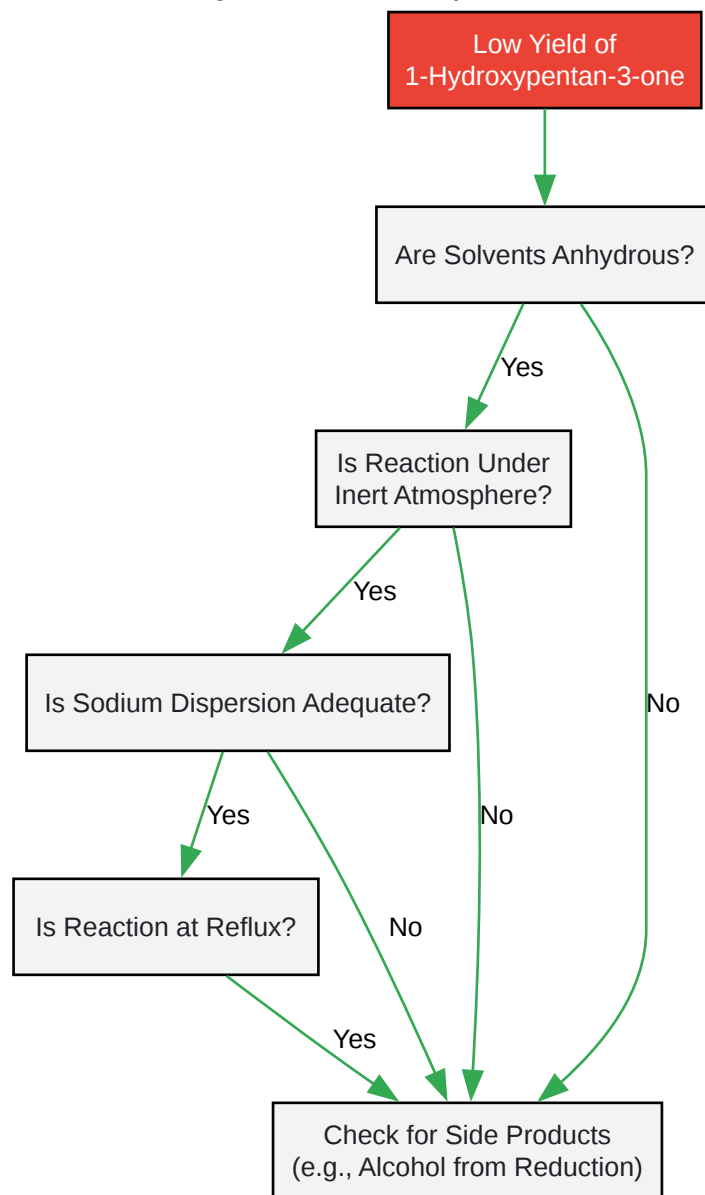 Low Yield of
1-Hydroxypentan-3-one
Are Solvents Anhydrous?
Yes
Is Reaction Under
Inert Atmosphere?
Yes
Is Sodium Dispersion Adequate?
No
Yes
No
Is Reaction at Reflux?
No
Yes
Check for Side Products
(e.g., Alcohol from Reduction)